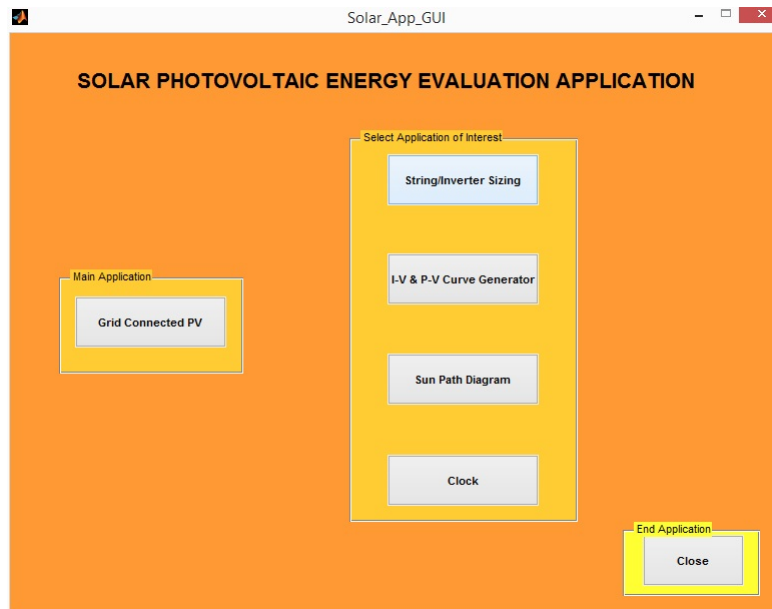 Solar_App_GUI
SOLAR PHOTOVOLTAIC ENERGY EVALUATION APPLICATION
Select Application of Interest
String/Inverter Sizing
I-V & P-V Curve Generator
Main Application
Grid Connected PV
Sun Path Diagram
Clock
End Application
Close